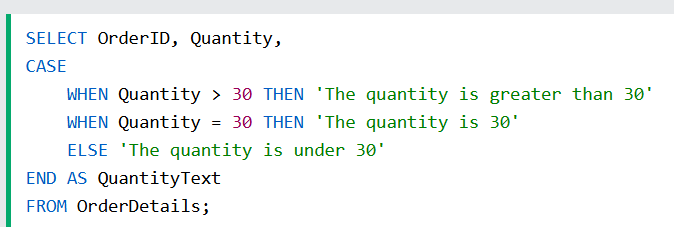 SELECT OrderID, Quantity,
CASE
    WHEN Quantity > 30 THEN 'The quantity is greater than 30'
    WHEN Quantity = 30 THEN 'The quantity is 30'
    ELSE 'The quantity is under 30'
END AS QuantityText
FROM OrderDetails;